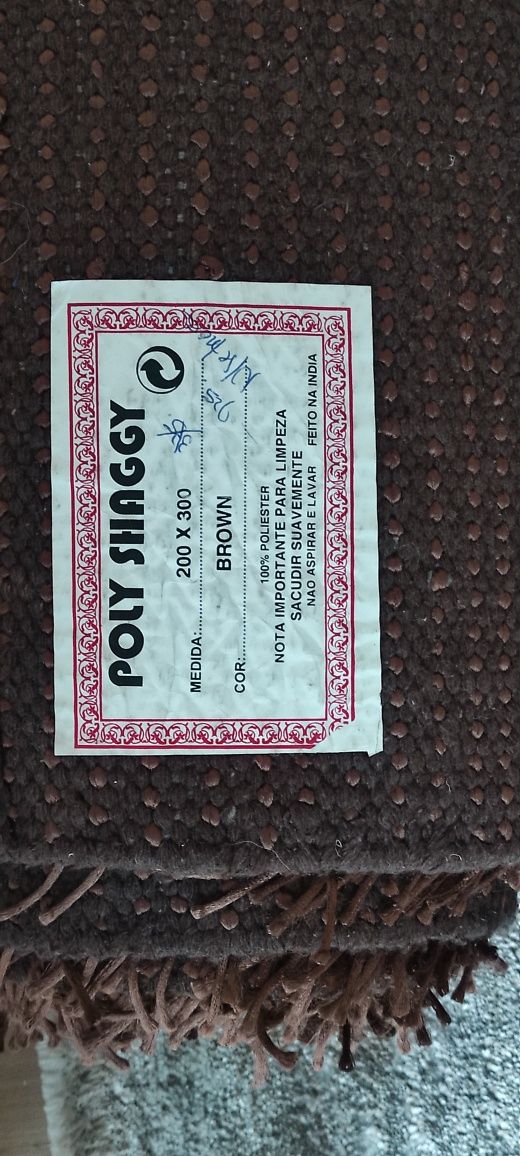 POLY SHAGGY
MEDIDA:..........200 X 300..........
COR:..........BROWN..........
100% POLIESTER
NOTA IMPORTANTE PARA LIMPEZA
SACUDIR SUAVEMENTE
NAO ASPIRAR E LAVAR FEITO NA INDIA